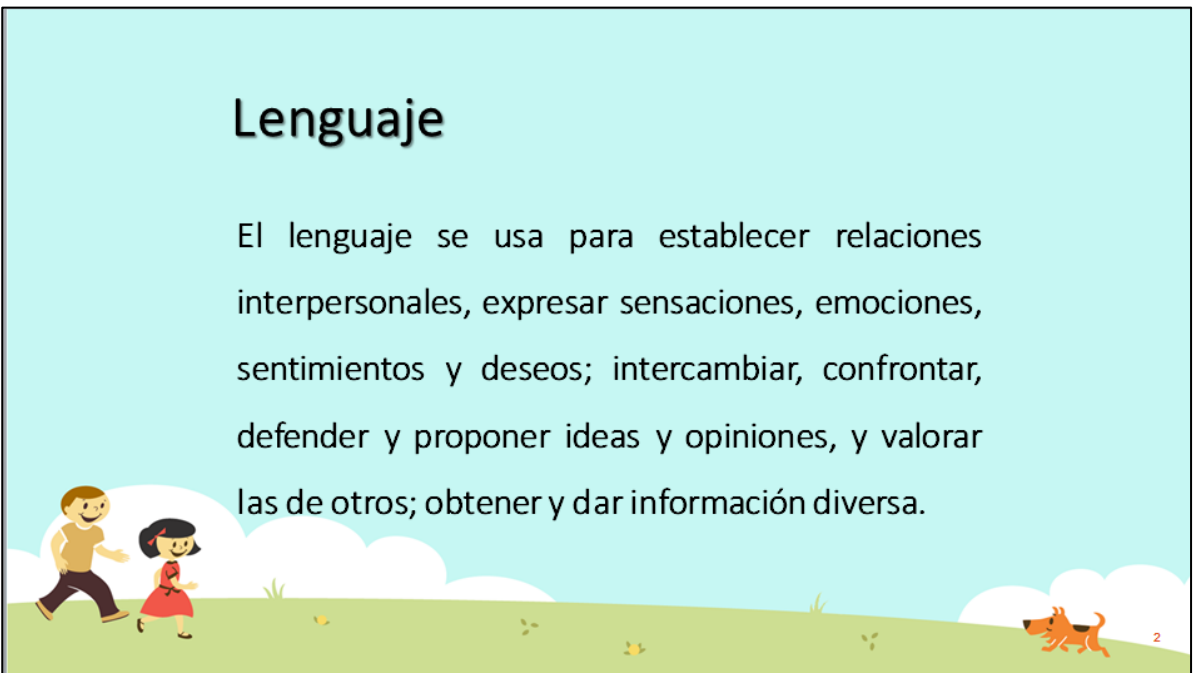 Lenguaje
El lenguaje se usa para establecer relaciones
interpersonales, expresar sensaciones, emociones,
sentimientos y deseos; intercambiar, confrontar,
defender y proponer ideas y opiniones, y valorar
las de otros; obtener y dar información diversa.
2